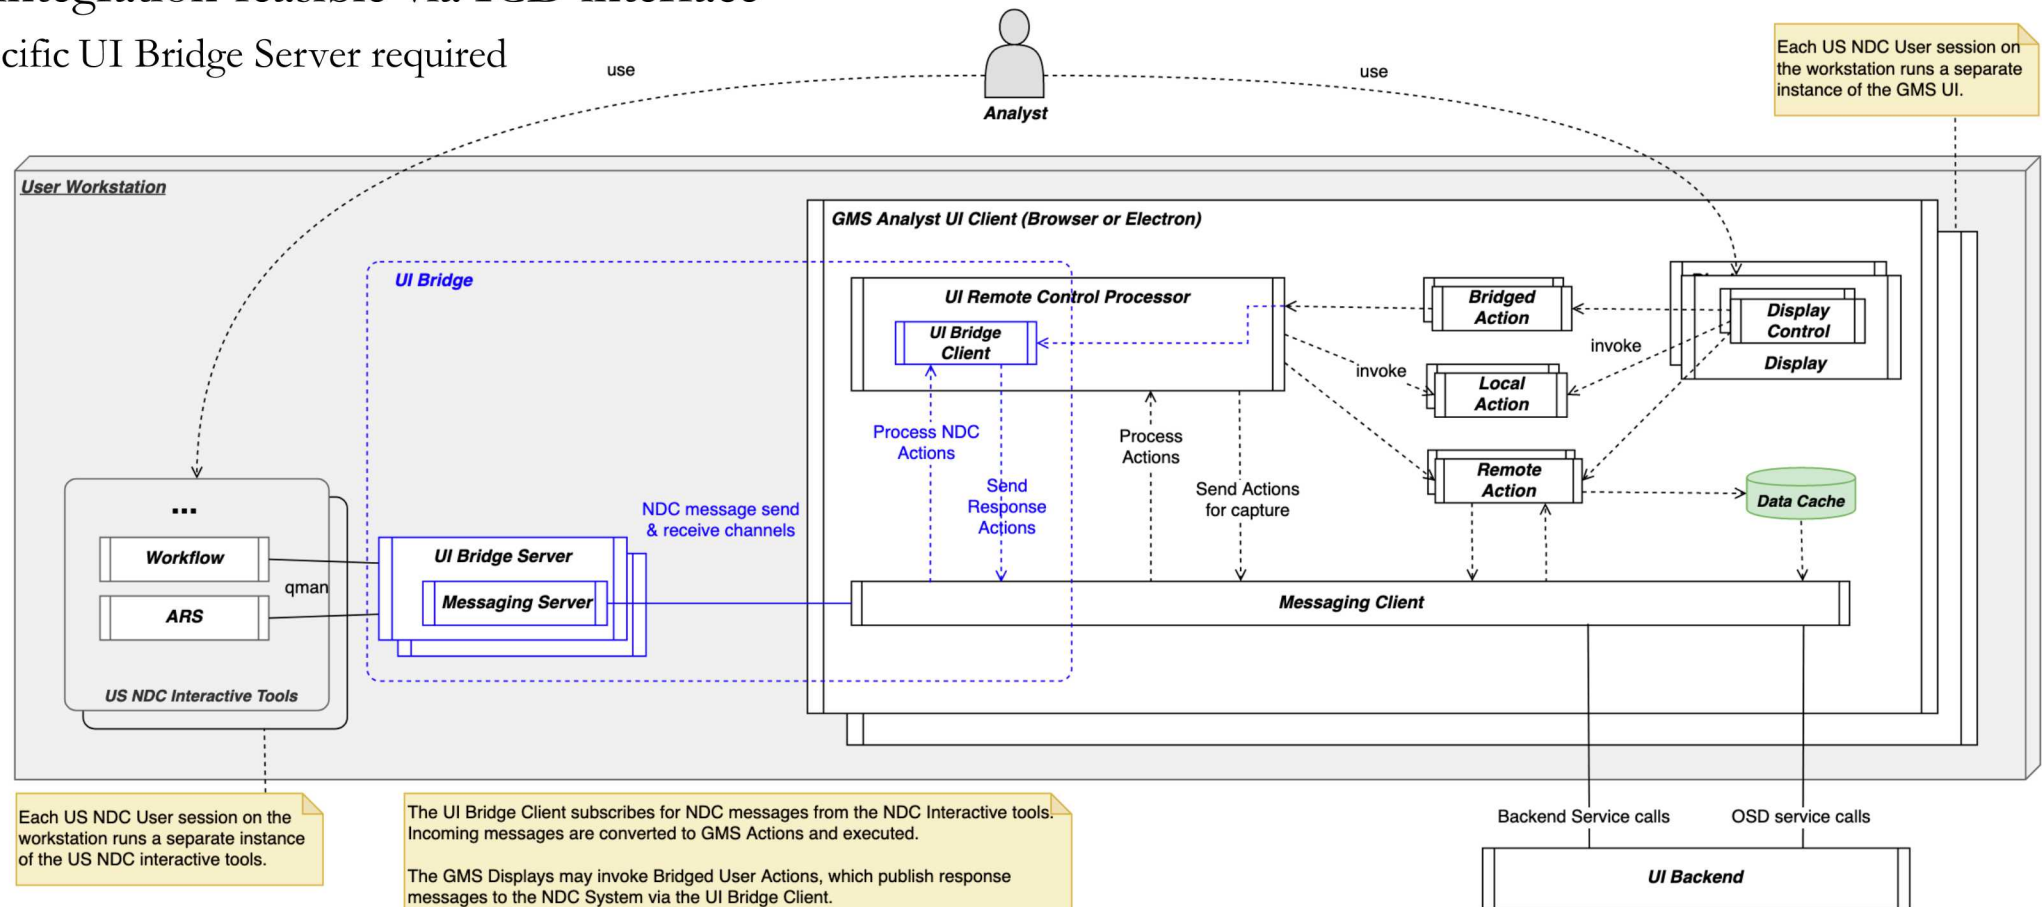 cific UI Bridge Server required
use
use
Analyst
Each US NDC User session on
the workstation runs a separate
instance of the GMS UI.
User Workstation
GMS Analyst UI Client (Browser or Electron)
UI Bridge
UI Remote Control Processor
UI Bridge
Client
Bridged
Action
Display
Control
Display
invoke
invoke
Local
Action
Process NDC
Actions
Process
Actions
Send
Response
Actions
Send Actions
for capture
Remote
Action
Data Cache
...
Workflow
ARS
qman
US NDC Interactive Tools
NDC message send
& receive channels
UI Bridge Server
Messaging Server
Messaging Client
Each US NDC User session on the
workstation runs a separate instance
of the US NDC interactive tools.
The UI Bridge Client subscribes for NDC messages from the NDC Interactive tools.
Incoming messages are converted to GMS Actions and executed.
The GMS Displays may invoke Bridged User Actions, which publish response
messages to the NDC System via the UI Bridge Client.
Backend Service calls
OSD service calls
UI Backend